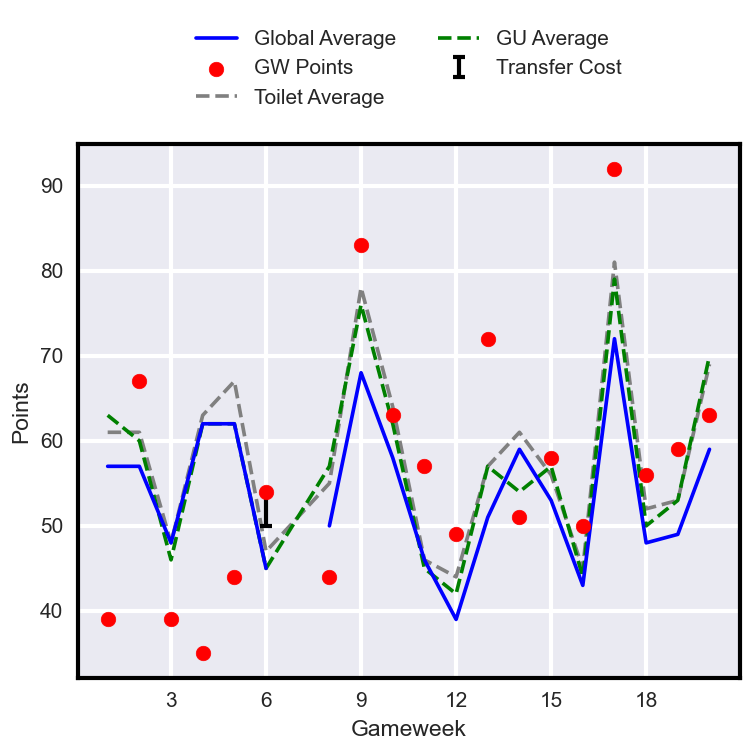 Global Average
GW Points
Toilet Average
GU Average
Transfer Cost
90
80
70
60
50
40
Points
3 6 9 12 15 18
Gameweek